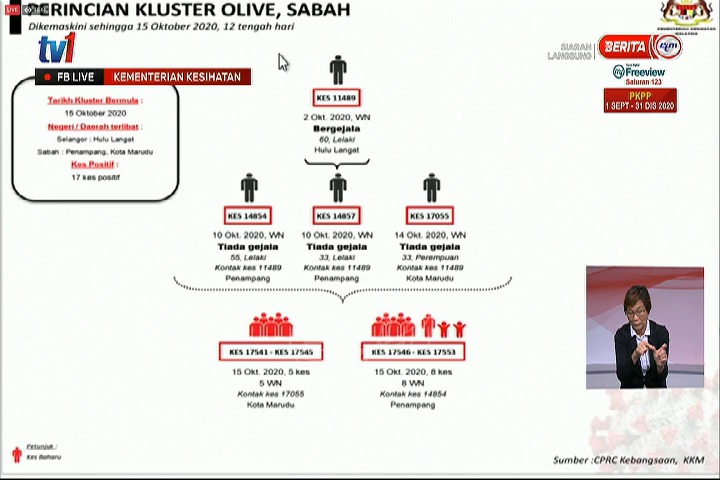 LIVE
RINCIAN KLUSTER OLIVE, SABAH
Dikemaskini sehingga 15 Oktober 2020, 12 tengah hari
tv1
FB LIVE KEMENTERIAN KESIHATAN
SIARAN LANGSUNG
BERITA rtm
Freeview
Saluran 123
PKPP
1 SEPT - 31 DIS 2020
KEMENTERIAN KESIHATAN
MALAYSIA
Tarikh Kluster Bermula :
15 Oktober 2020
Negeri / Daerah terlibat :
Selangor : Hulu Langat
Sabah : Penampang, Kota Marudu
Kes Positif :
17 kes positif
KES 11489
2 Okt. 2020, WN
Bergejala
60, Lelaki
Hulu Langat
KES 14854
10 Okt. 2020, WN
Tiada gejala
55, Lelaki
Kontak kes 11489
Penampang
KES 14857
10 Okt. 2020, WN
Tiada gejala
33, Lelaki
Kontak kes 11489
Penampang
KES 17055
14 Okt. 2020, WN
Tiada gejala
33, Perempuan
Kontak kes 11489
Kota Marudu
KES 17541 - KES 17545
15 Okt. 2020, 5 kes
5 WN
Kontak kes 17055
Kota Marudu
KES 17546 - KES 17553
15 Okt. 2020, 8 kes
8 WN
Kontak kes 14854
Penampang
Petunjuk :
Kes Baharu
Sumber :CPRC Kebangsaan, KKM